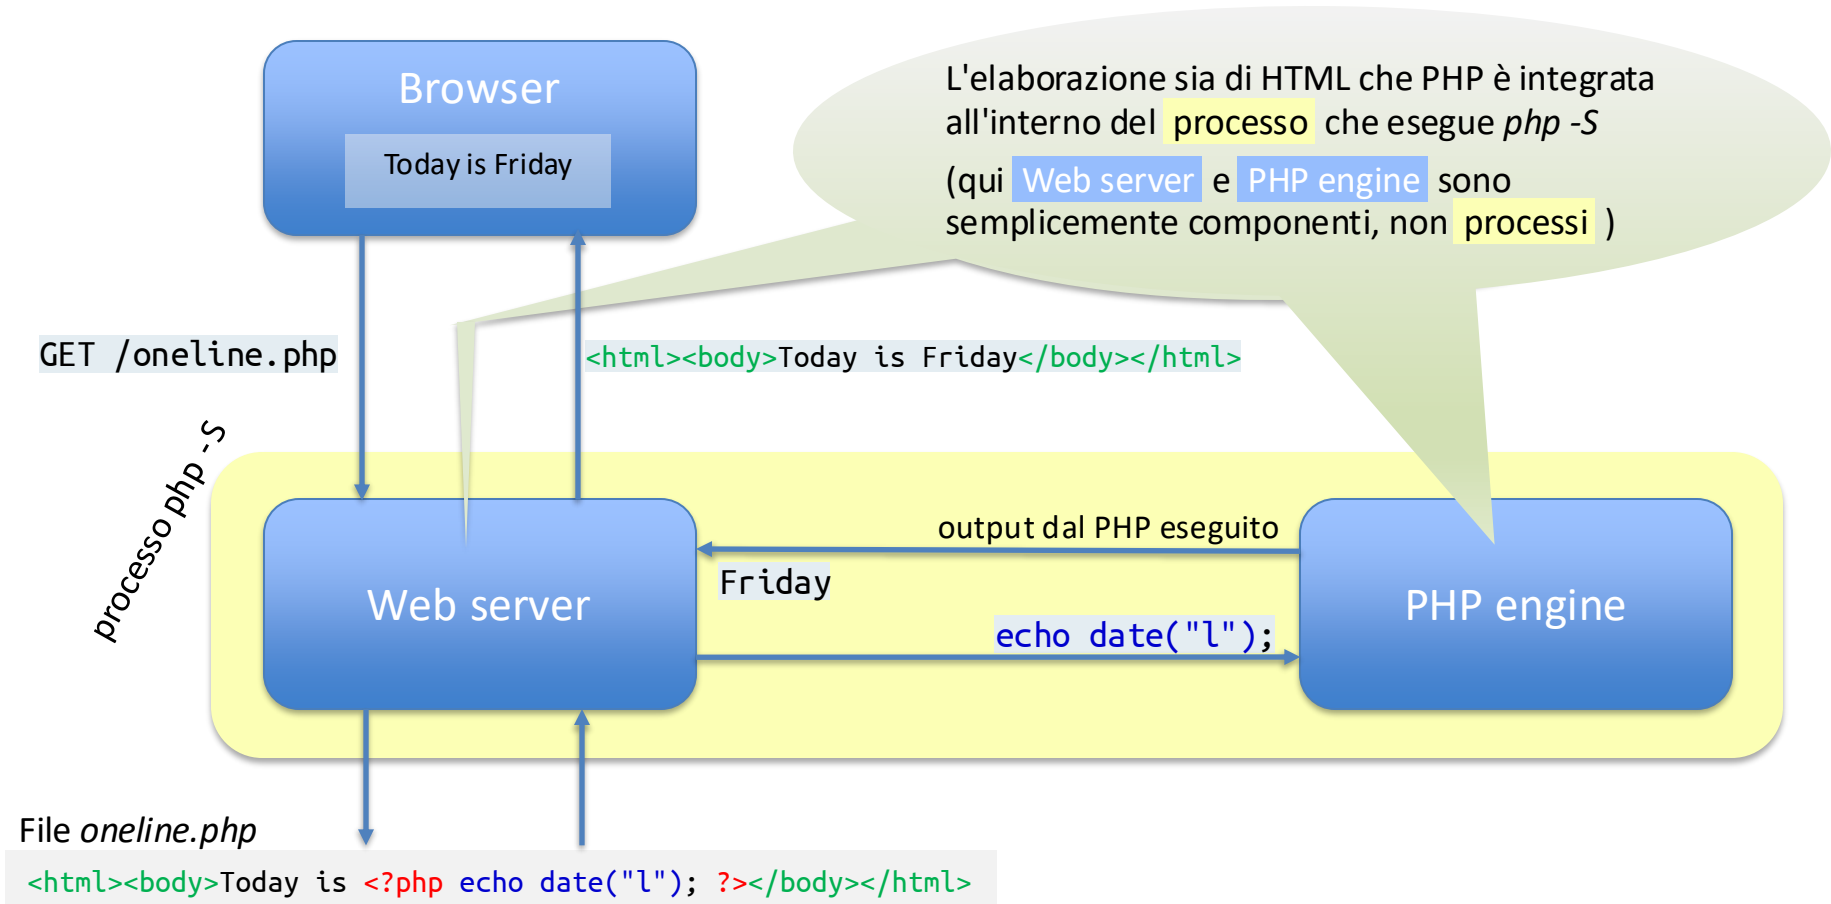 Browser
Today is Friday
L'elaborazione sia di HTML che PHP è integrata
all'interno del processo che esegue php -S
(qui Web server e PHP engine sono
semplicemente componenti, non processi )
GET /oneline.php
<html><body>Today is Friday</body></html>
processo php -S
Web server
output dal PHP eseguito
Friday
echo date("l");
PHP engine
File oneline.php
<html><body>Today is <?php echo date("l"); ?></body></html>